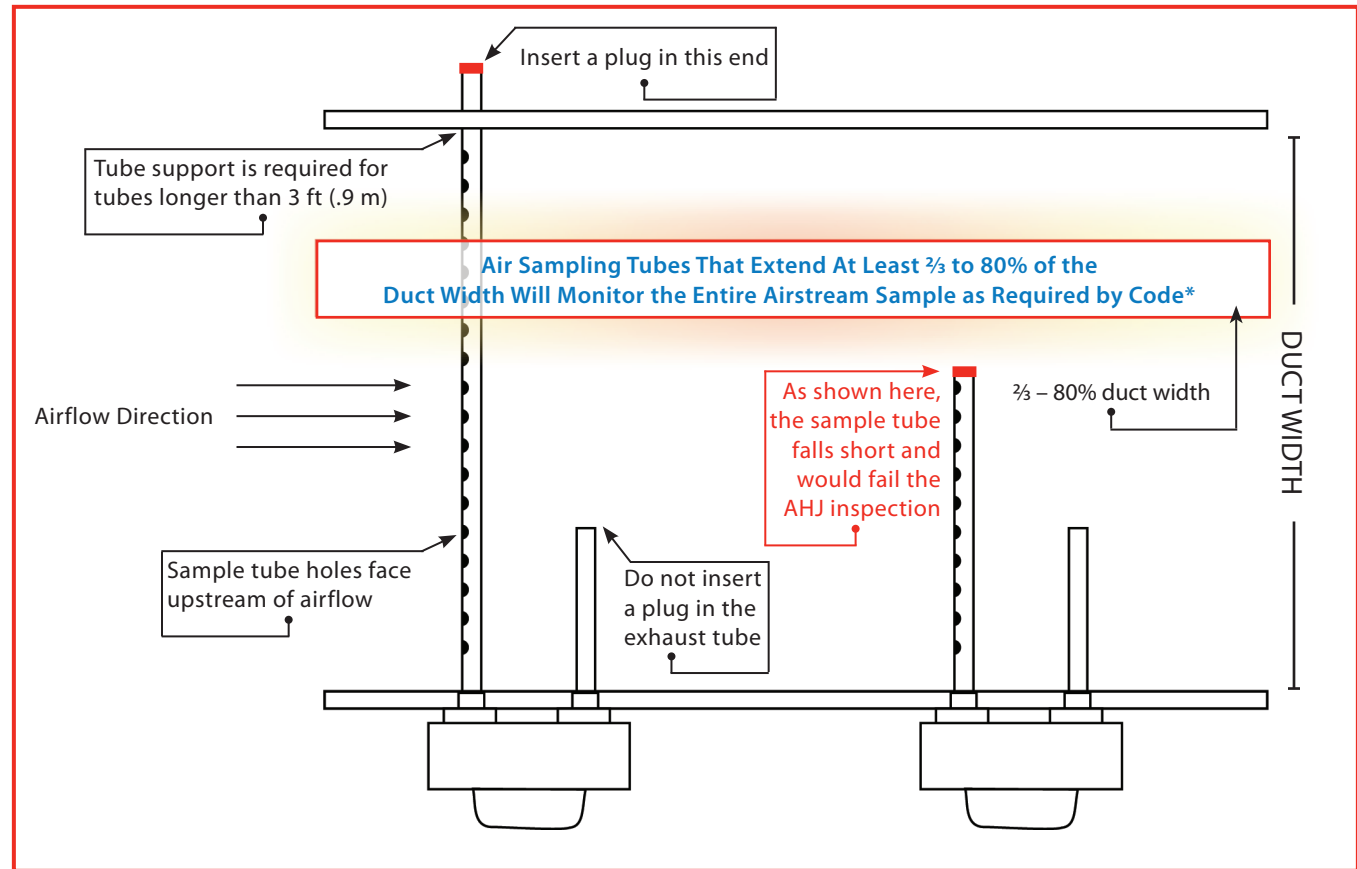 Insert a plug in this end
Tube support is required for
tubes longer than 3 ft (.9 m)
Air Sampling Tubes That Extend At Least ⅔ to 80% of the
Duct Width Will Monitor the Entire Airstream Sample as Required by Code*
DUCT WIDTH
Airflow Direction
As shown here,
the sample tube
falls short and
would fail the
AHJ inspection
⅔ – 80% duct width
Sample tube holes face
upstream of airflow
Do not insert
a plug in the
exhaust tube